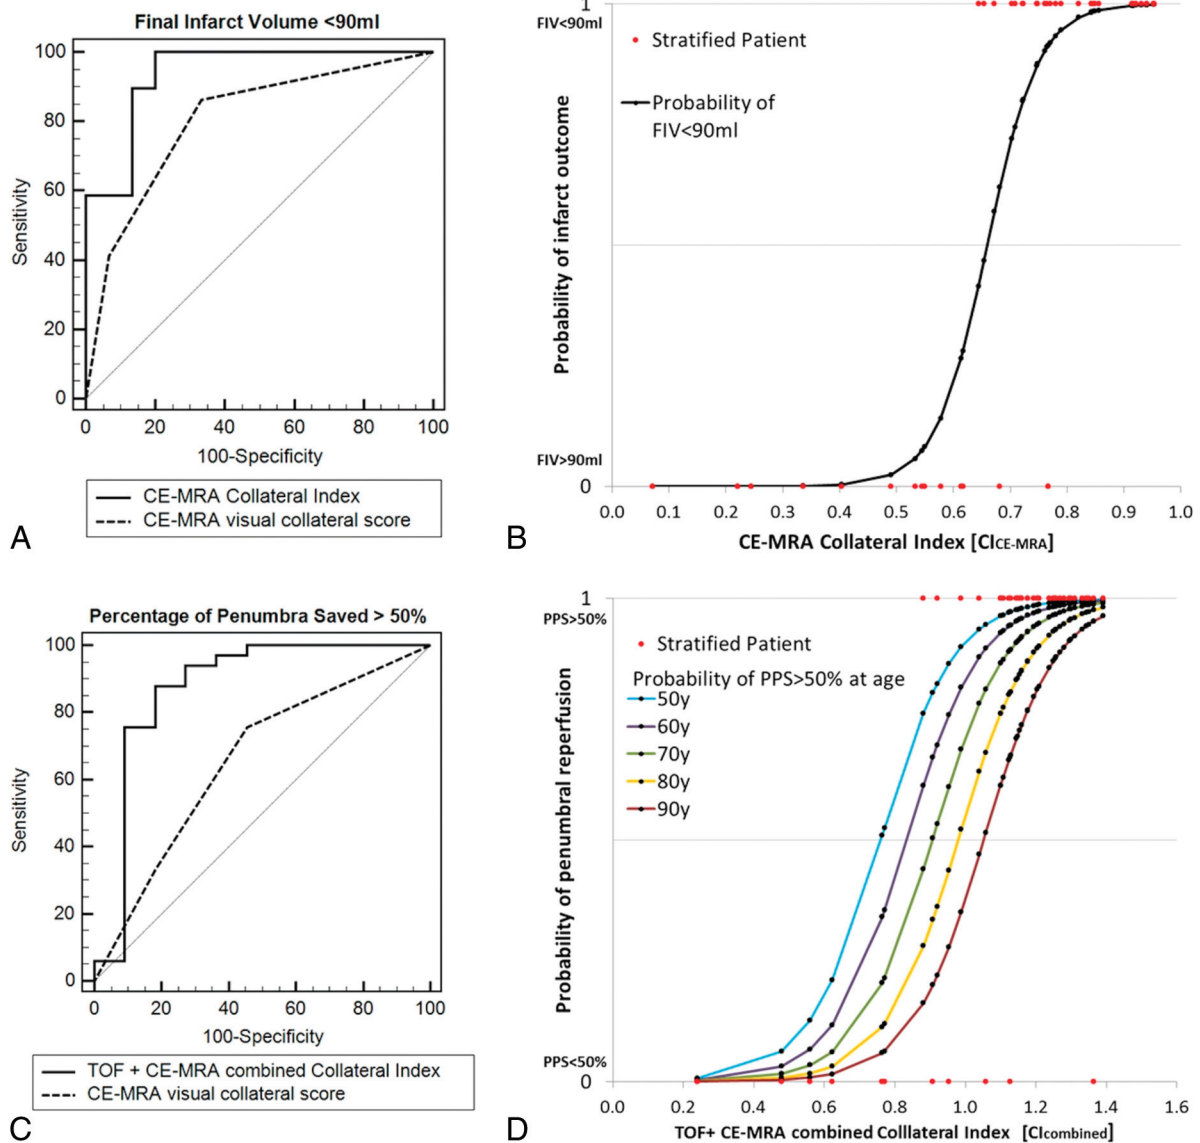 Final Infarct Volume <90ml
100
80
60
40
20
0
Sensitivity
0 20 40 60 80 100
100-Specificity
CE-MRA Collateral Index
CE-MRA visual collateral score
A
1
FIV<90ml
Stratified Patient
Probability of
FIV<90ml
Probability of infarct outcome
FIV>90ml
0
0.0 0.1 0.2 0.3 0.4 0.5 0.6 0.7 0.8 0.9 1.0
CE-MRA Collateral Index [CICE-MRA]
B
Percentage of Penumbra Saved > 50%
100
80
60
40
20
0
Sensitivity
0 20 40 60 80 100
100-Specificity
TOF + CE-MRA combined Collateral Index
CE-MRA visual collateral score
C
1
PPS>50%
Stratified Patient
Probability of PPS>50% at age
50y
60y
70y
80y
90y
Probability of penumbral reperfusion
PPS<50%
0
0.0 0.2 0.4 0.6 0.8 1.0 1.2 1.4 1.6
TOF+ CE-MRA combined Colllateral Index [CIcombined]
D